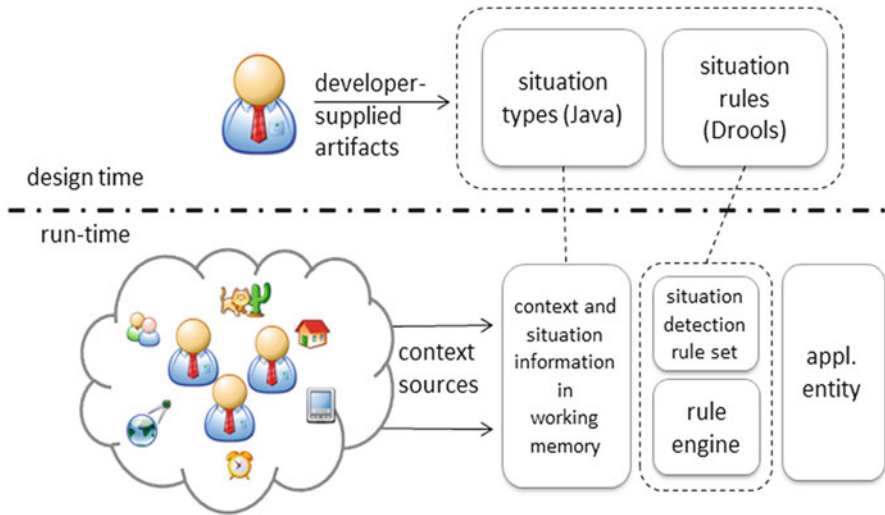 developer-
supplied
artifacts
situation
types (Java)
situation
rules
(Drools)
design time
run-time
context
sources
context and
situation
information
in
working
memory
situation
detection
rule set
rule
engine
appl.
entity